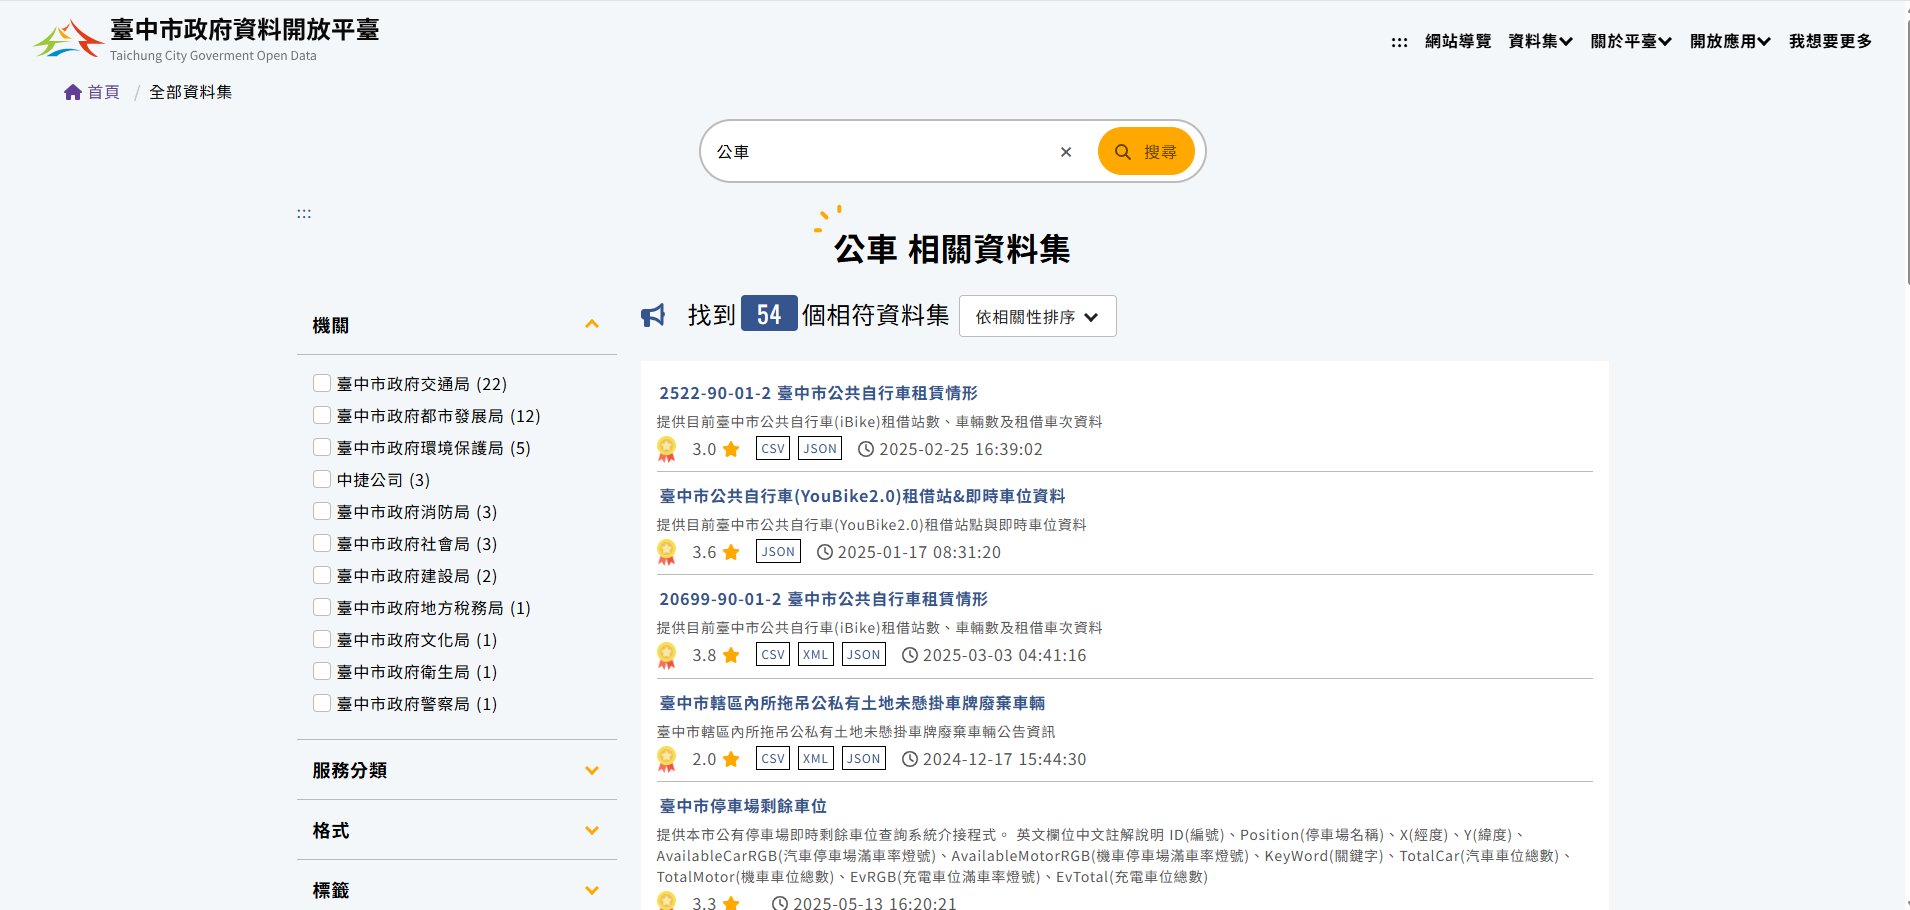 臺中市政府資料開放平臺
Taichung City Goverment Open Data
::: 網站導覽 資料集 關於平臺 開放應用 我想要更多
首頁 / 全部資料集
公車 × 搜尋
:::
公車 相關資料集
機關
臺中市政府交通局 (22)
臺中市政府都市發展局 (12)
臺中市政府環境保護局 (5)
中捷公司 (3)
臺中市政府消防局 (3)
臺中市政府社會局 (3)
臺中市政府建設局 (2)
臺中市政府地方稅務局 (1)
臺中市政府文化局 (1)
臺中市政府衛生局 (1)
臺中市政府警察局 (1)
服務分類
格式
標籤
找到 54 個相符資料集 依相關性排序
2522-90-01-2 臺中市公共自行車租賃情形
提供目前臺中市公共自行車(iBike)租借站數、車輛數及租借車次資料
3.0 CSV JSON 2025-02-25 16:39:02
臺中市公共自行車(YouBike2.0)租借站&即時車位資料
提供目前臺中市公共自行車(YouBike2.0)租借站點與即時車位資料
3.6 JSON 2025-01-17 08:31:20
20699-90-01-2 臺中市公共自行車租賃情形
提供目前臺中市公共自行車(iBike)租借站數、車輛數及租借車次資料
3.8 CSV XML JSON 2025-03-03 04:41:16
臺中市轄區內所拖吊公私有土地未懸掛車牌廢棄車輛
臺中市轄區內所拖吊公私有土地未懸掛車牌廢棄車輛公告資訊
2.0 CSV XML JSON 2024-12-17 15:44:30
臺中市停車場剩餘車位
提供本市公有停車場即時剩餘車位查詢系統介接程式。 英文欄位中文註解說明 ID(編號)、Position(停車場名稱)、X(經度)、Y(緯度)、
AvailableCarRGB(汽車停車場滿車率燈號)、AvailableMotorRGB(機車停車場滿車率燈號)、KeyWord(關鍵字)、TotalCar(汽車車位總數)、
TotalMotor(機車車位總數)、EvRGB(充電車位滿車率燈號)、EvTotal(充電車位總數)
3.3 2025-05-13 16:20:21